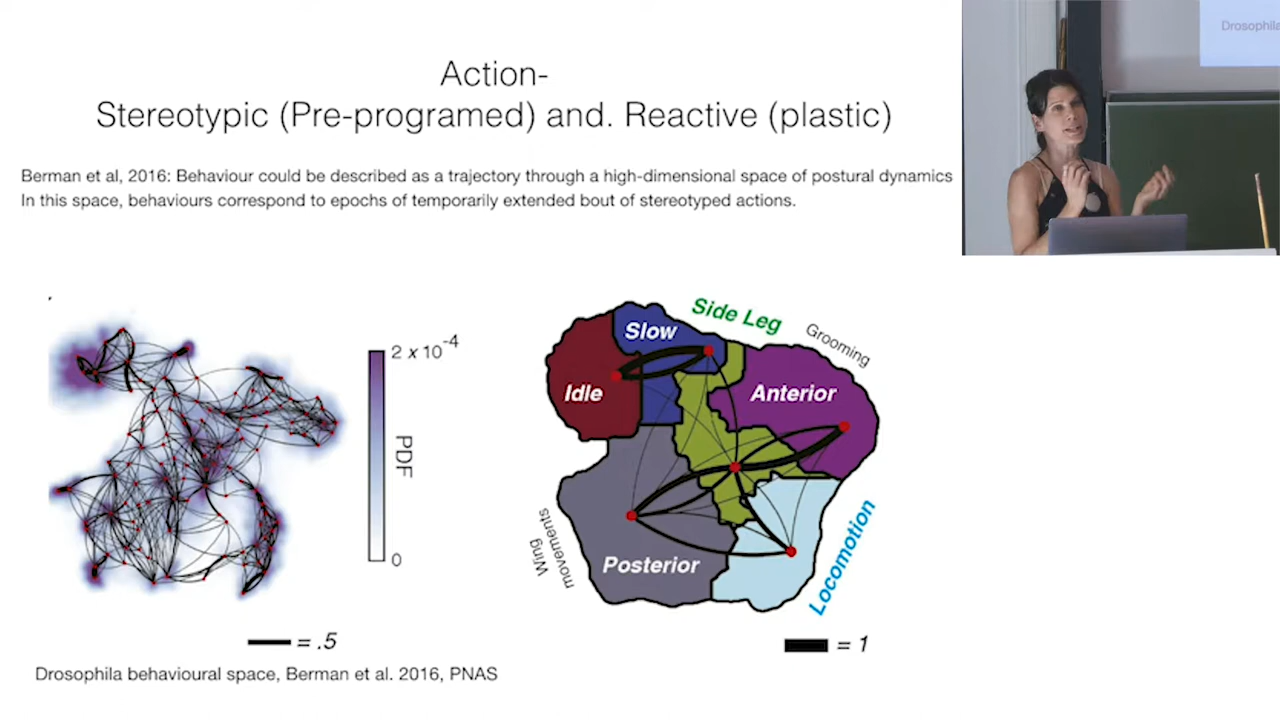 Action-
Stereotypic (Pre-programed) and. Reactive (plastic)
Drosophila
Berman et al, 2016: Behaviour could be described as a trajectory through a high-dimensional space of postural dynamics
In this space, behaviours correspond to epochs of temporarily extended bout of stereotyped actions.
2 x 10-4
PDF
0
= .5
Side Leg
Slow
Grooming
Idle
Anterior
Wing
movements
Posterior
Locomotion
= 1
Drosophila behavioural space, Berman et al. 2016, PNAS